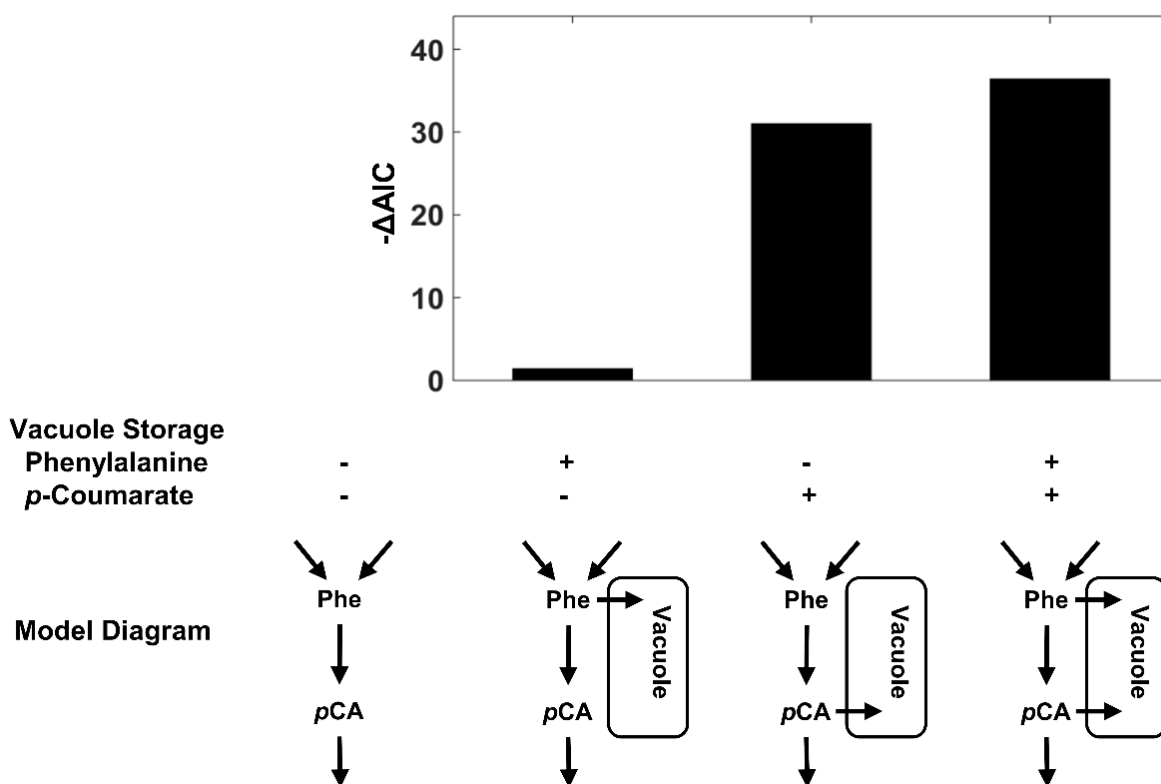 40
30
20
10
0
-ΔAIC
Vacuole Storage
Phenylalanine - + - +
p-Coumarate - - + +
Model Diagram
Phe Phe Phe Phe
Vacuole Vacuole Vacuole
pCA pCA pCA pCA